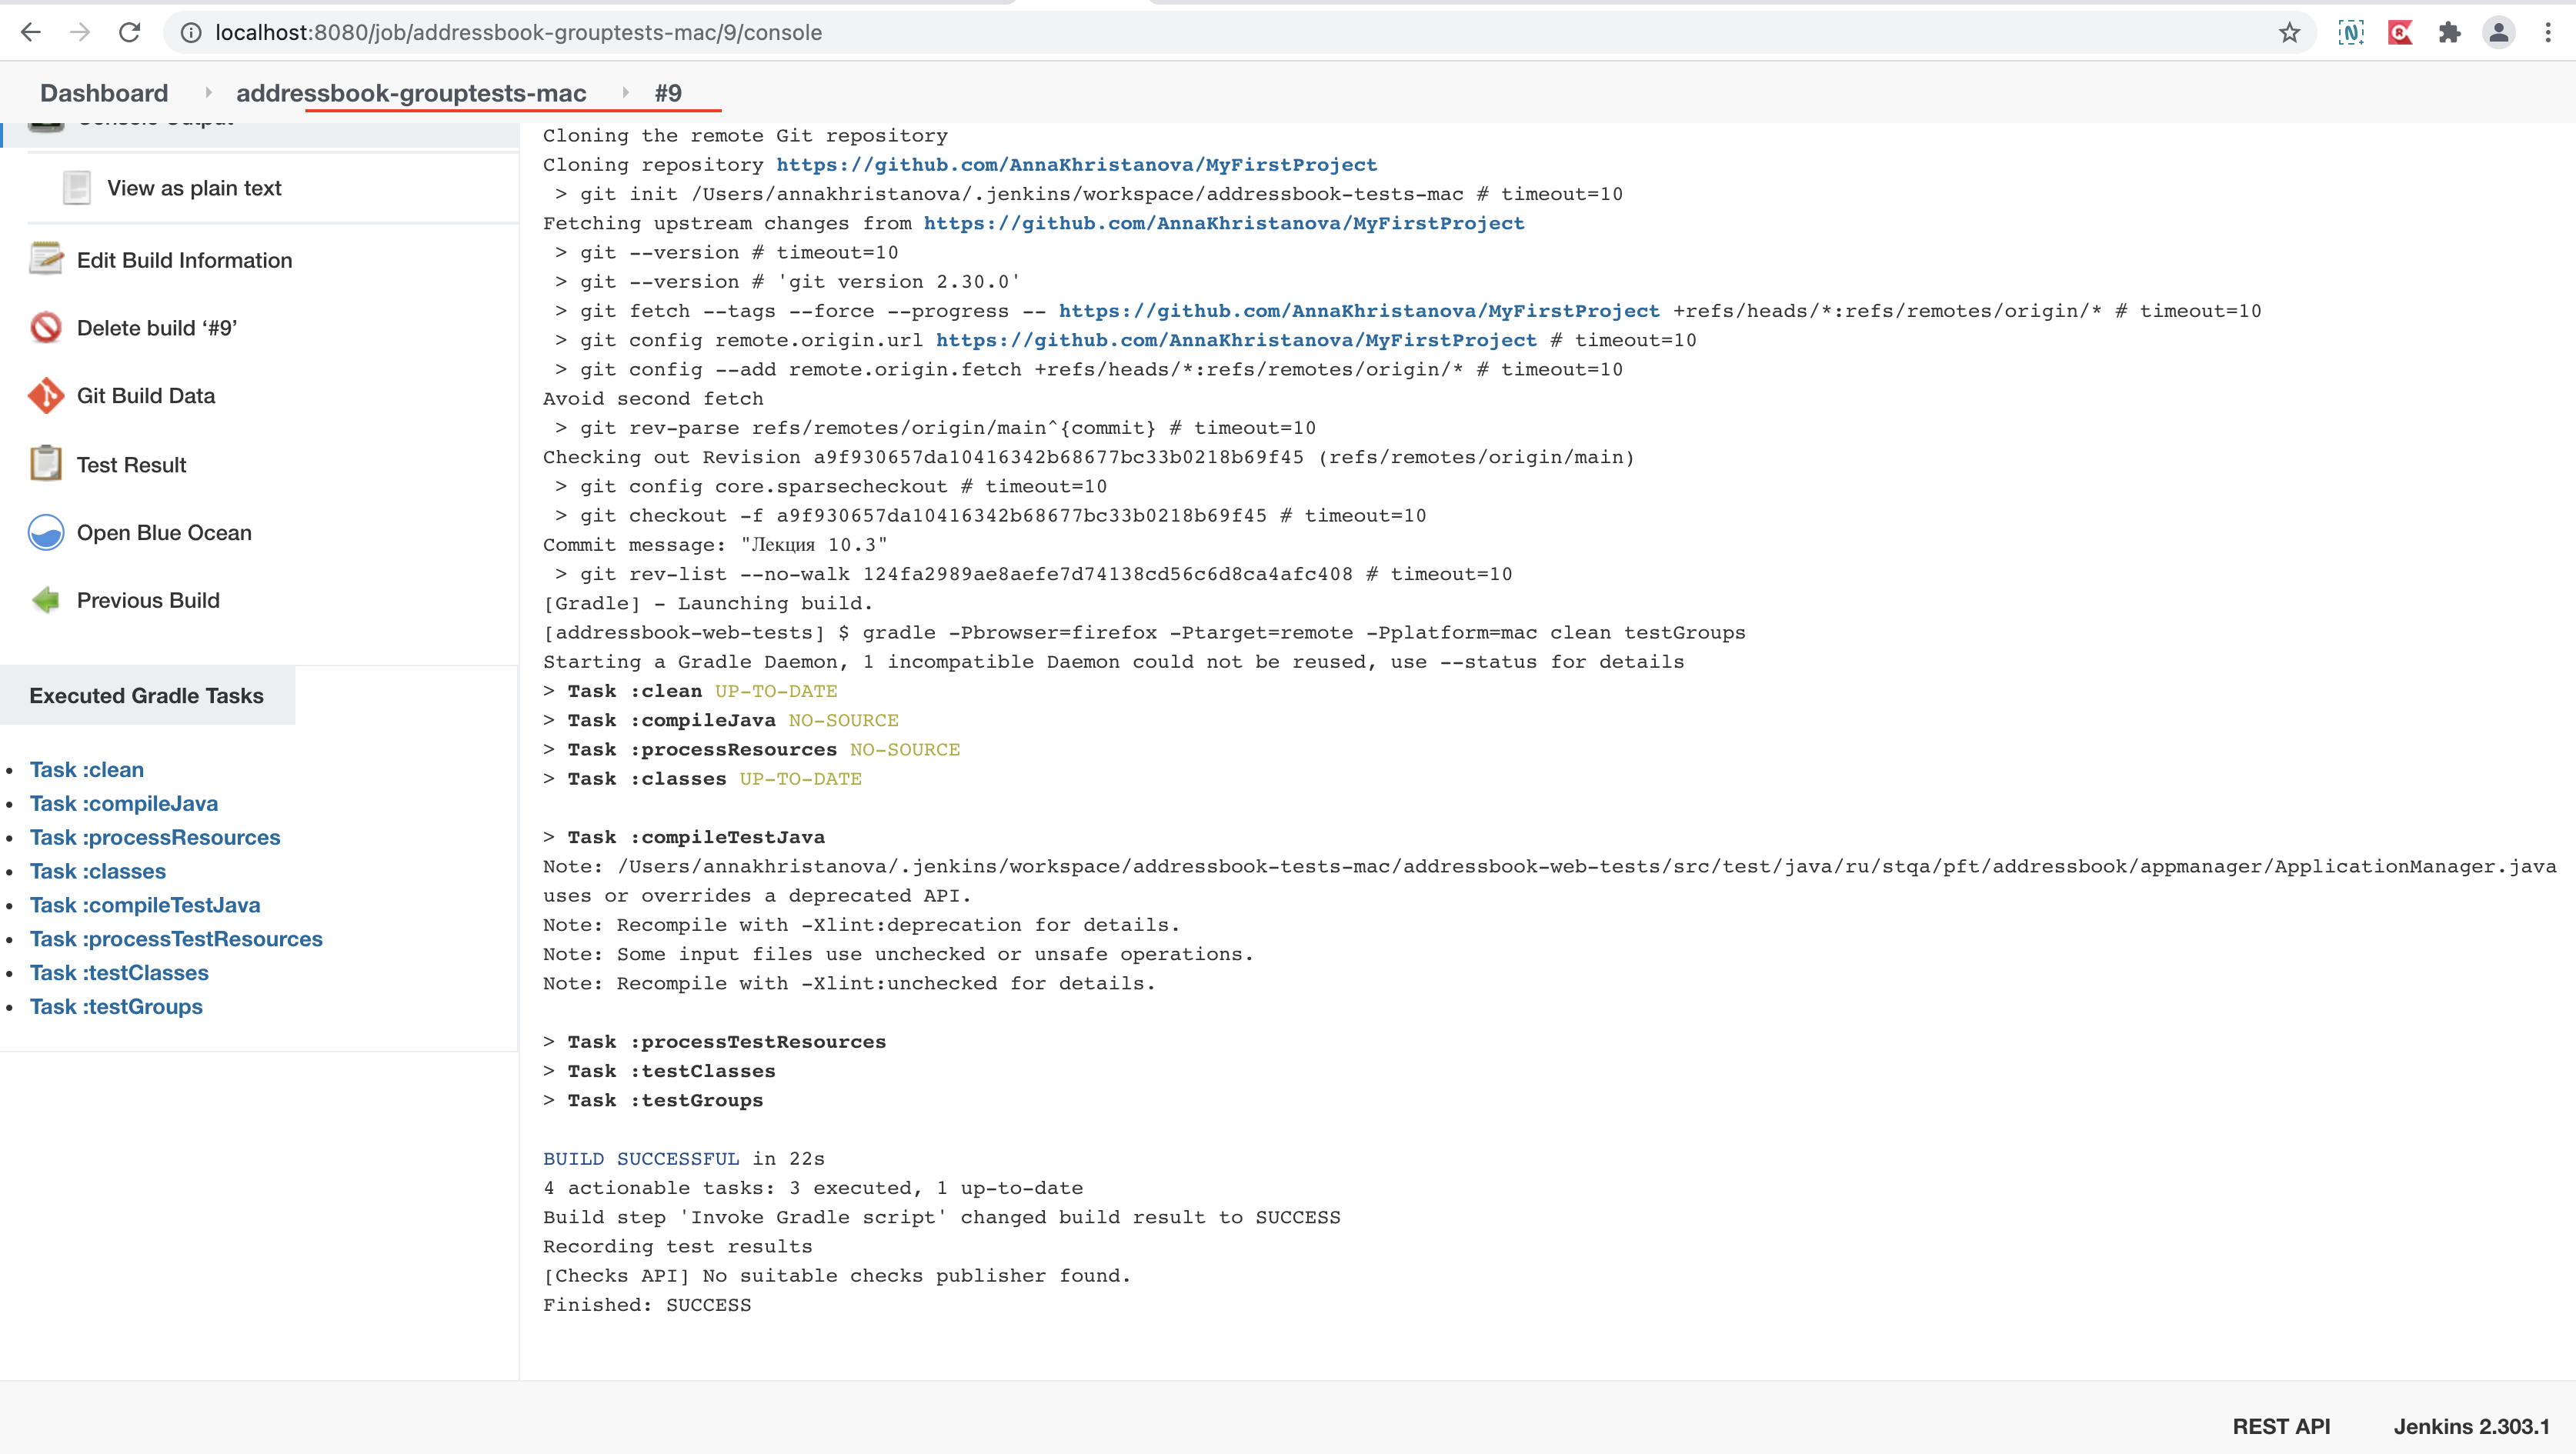 localhost:8080/job/addressbook-grouptests-mac/9/console
Dashboard addressbook-grouptests-mac #9
Console Output
View as plain text
Edit Build Information
Delete build ‘#9’
Git Build Data
Test Result
Open Blue Ocean
Previous Build
Executed Gradle Tasks
Task :clean
Task :compileJava
Task :processResources
Task :classes
Task :compileTestJava
Task :processTestResources
Task :testClasses
Task :testGroups
Cloning the remote Git repository
Cloning repository https://github.com/AnnaKhristanova/MyFirstProject
> git init /Users/annakhristanova/.jenkins/workspace/addressbook-tests-mac # timeout=10
Fetching upstream changes from https://github.com/AnnaKhristanova/MyFirstProject
> git --version # timeout=10
> git --version # 'git version 2.30.0'
> git fetch --tags --force --progress -- https://github.com/AnnaKhristanova/MyFirstProject +refs/heads/*:refs/remotes/origin/* # timeout=10
> git config remote.origin.url https://github.com/AnnaKhristanova/MyFirstProject # timeout=10
> git config --add remote.origin.fetch +refs/heads/*:refs/remotes/origin/* # timeout=10
Avoid second fetch
> git rev-parse refs/remotes/origin/main^{commit} # timeout=10
Checking out Revision a9f930657da10416342b68677bc33b0218b69f45 (refs/remotes/origin/main)
> git config core.sparsecheckout # timeout=10
> git checkout -f a9f930657da10416342b68677bc33b0218b69f45 # timeout=10
Commit message: "Лекция 10.3"
> git rev-list --no-walk 124fa2989ae8aefe7d74138cd56c6d8ca4afc408 # timeout=10
[Gradle] - Launching build.
[addressbook-web-tests] $ gradle -Pbrowser=firefox -Ptarget=remote -Pplatform=mac clean testGroups
Starting a Gradle Daemon, 1 incompatible Daemon could not be reused, use --status for details
> Task :clean UP-TO-DATE
> Task :compileJava NO-SOURCE
> Task :processResources NO-SOURCE
> Task :classes UP-TO-DATE
> Task :compileTestJava
Note: /Users/annakhristanova/.jenkins/workspace/addressbook-tests-mac/addressbook-web-tests/src/test/java/ru/stqa/pft/addressbook/appmanager/ApplicationManager.java
uses or overrides a deprecated API.
Note: Recompile with -Xlint:deprecation for details.
Note: Some input files use unchecked or unsafe operations.
Note: Recompile with -Xlint:unchecked for details.
> Task :processTestResources
> Task :testClasses
> Task :testGroups
BUILD SUCCESSFUL in 22s
4 actionable tasks: 3 executed, 1 up-to-date
Build step 'Invoke Gradle script' changed build result to SUCCESS
Recording test results
[Checks API] No suitable checks publisher found.
Finished: SUCCESS
REST API Jenkins 2.303.1